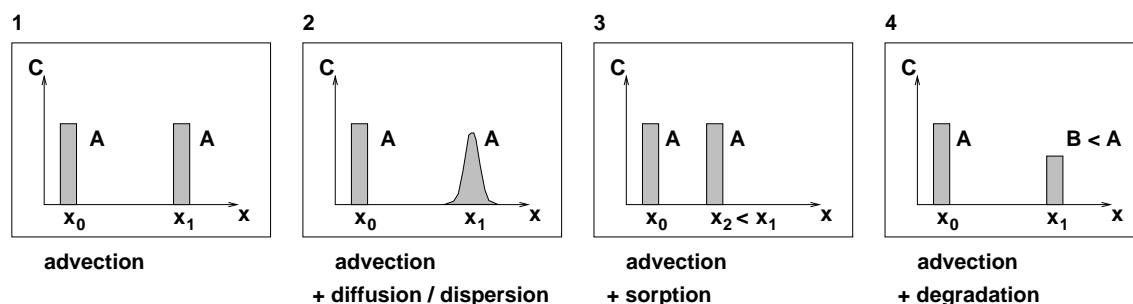 1
2
3
4
C
C
C
C
A
A
A
A
A
A
A
B < A
x0
x1
x
x0
x1
x
x0
x2 < x1
x
x0
x1
x
advection
advection
+ diffusion / dispersion
advection
+ sorption
advection
+ degradation